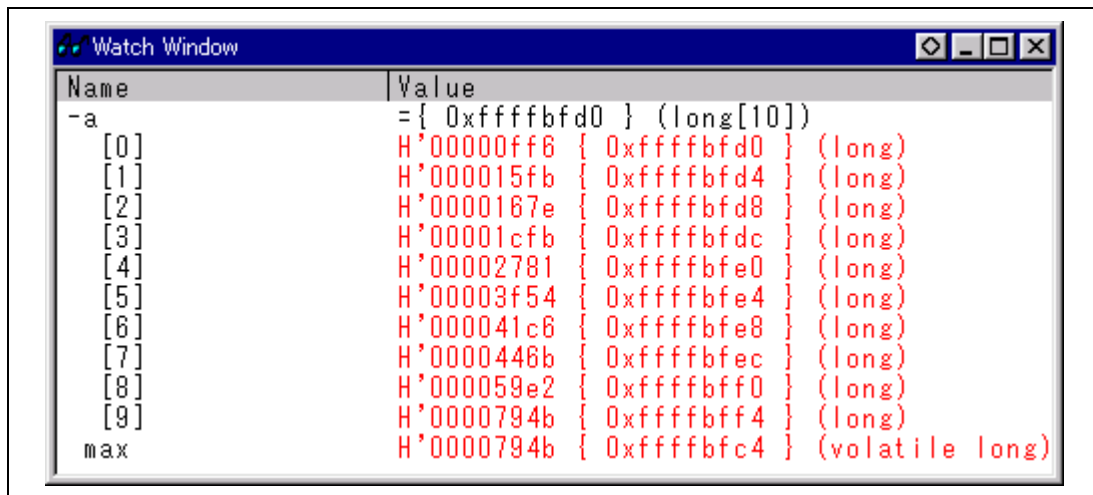 Watch Window
Name Value
-a ={ 0xffffbfd0 } (long[10])
[0] H'00000ff6 { 0xffffbfd0 } (long)
[1] H'000015fb { 0xffffbfd4 } (long)
[2] H'0000167e { 0xffffbfd8 } (long)
[3] H'00001cfb { 0xffffbfdc } (long)
[4] H'00002781 { 0xffffbfe0 } (long)
[5] H'00003f54 { 0xffffbfe4 } (long)
[6] H'000041c6 { 0xffffbfe8 } (long)
[7] H'0000446b { 0xffffbfec } (long)
[8] H'000059e2 { 0xffffbff0 } (long)
[9] H'0000794b { 0xffffbff4 } (long)
max H'0000794b { 0xffffbfc4 } (volatile long)